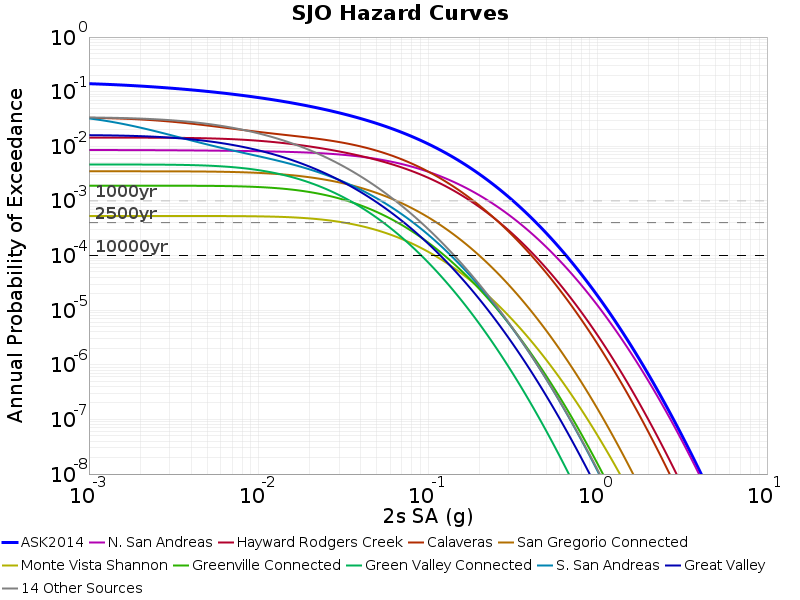 SJO Hazard Curves
Annual Probability of Exceedance
10^0
10^-1
10^-2
10^-3
10^-4
10^-5
10^-6
10^-7
10^-8
1000yr
2500yr
10000yr
10^-3 10^-2 10^-1 10^0 10^1
2s SA (g)
ASK2014 N. San Andreas Hayward Rodgers Creek Calaveras San Gregorio Connected
Monte Vista Shannon Greenville Connected Green Valley Connected S. San Andreas Great Valley
14 Other Sources